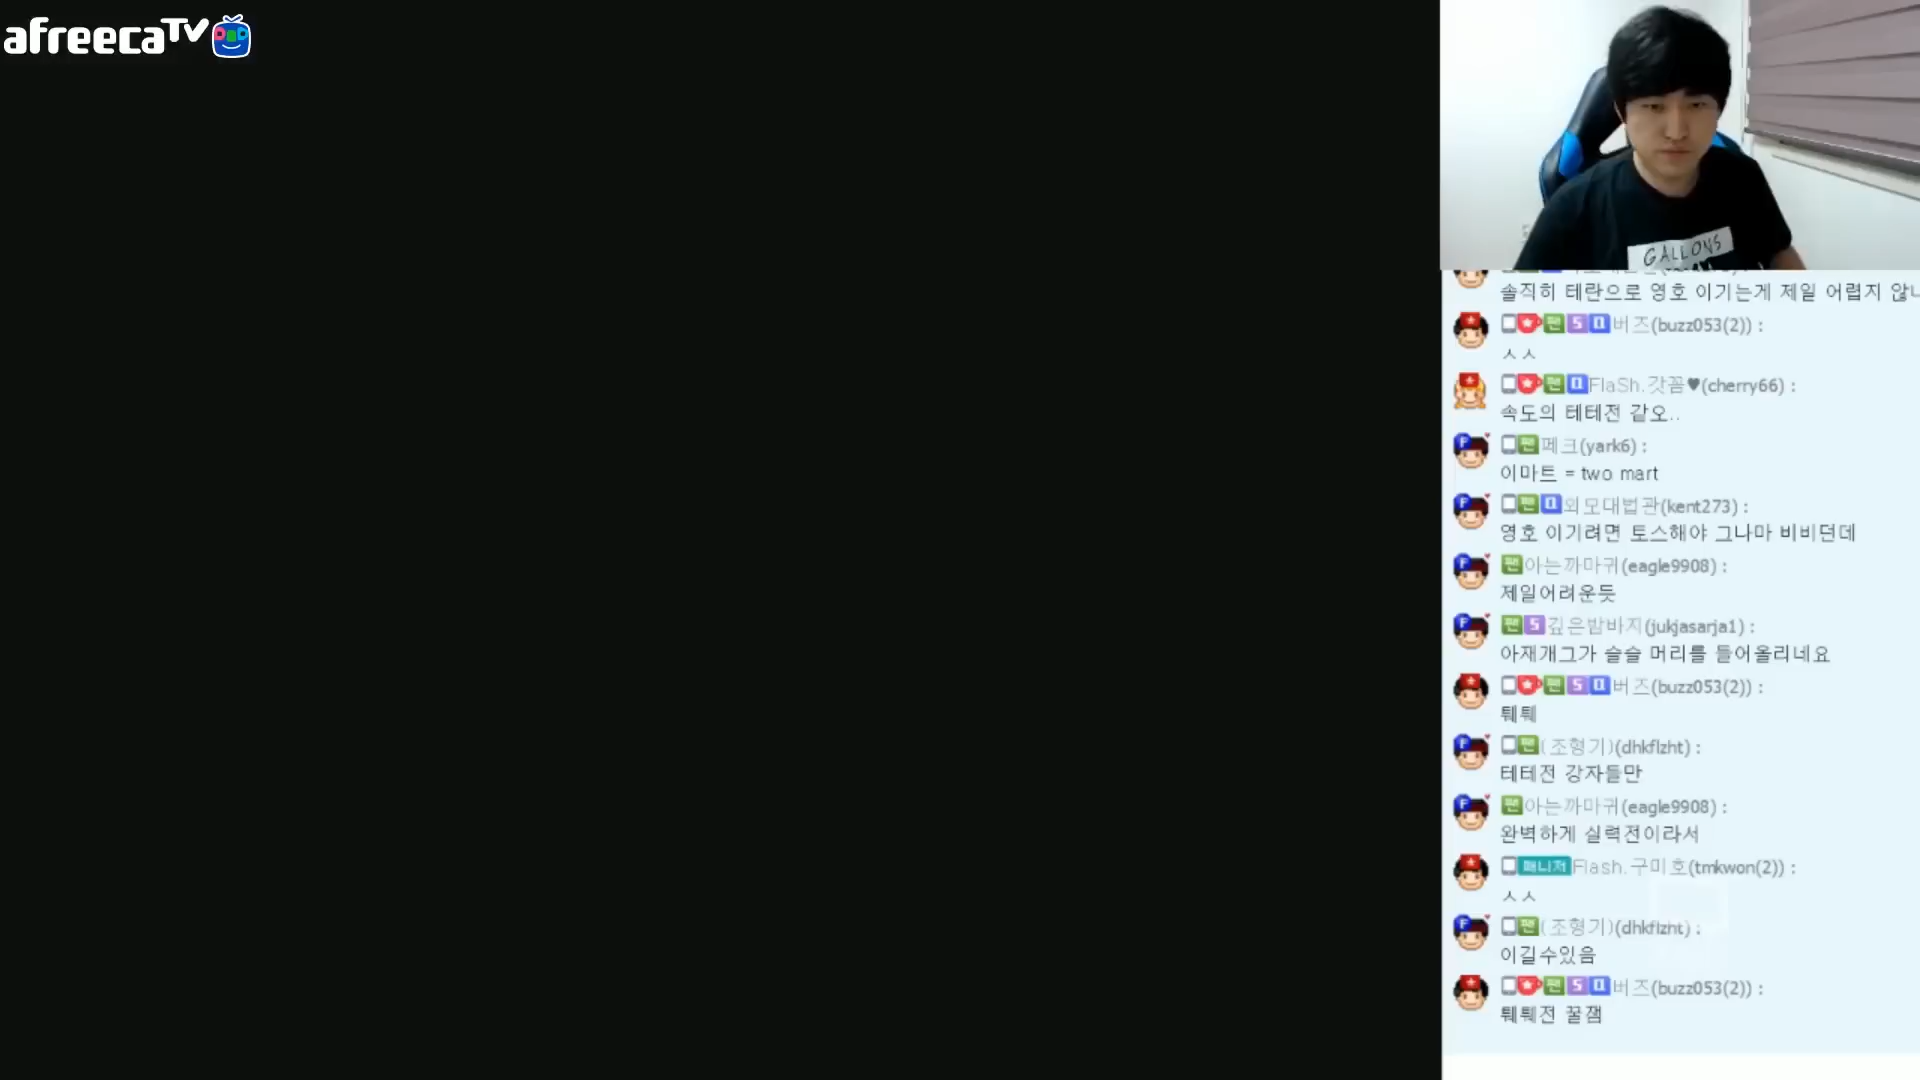 afreecaTV
GALLONS
솔직히 테란으로 영호 이기는게 제일 어렵지 않
버즈(buzz053(2)) :
ㅅㅅ
FlaSh.갓꼼♥(cherry66) :
속도의 테테전 같오..
페크(yark6) :
이마트 = two mart
외모대법관(kent273) :
영호 이기려면 토스해야 그나마 비비던데
아는까마귀(eagle9908) :
제일어려운듯
깊은밤바지(jukjasarja1) :
아재개그가 슬슬 머리를 들어올리네요
버즈(buzz053(2)) :
퉤퉤
(조형기)(dhkflzht) :
테테전 강자들만
아는까마귀(eagle9908) :
완벽하게 실력전이라서
매니저 Flash.구미호(tmkwon(2)) :
ㅅㅅ
(조형기)(dhkflzht) :
이길수있음
버즈(buzz053(2)) :
퉤퉤전 꿀잼